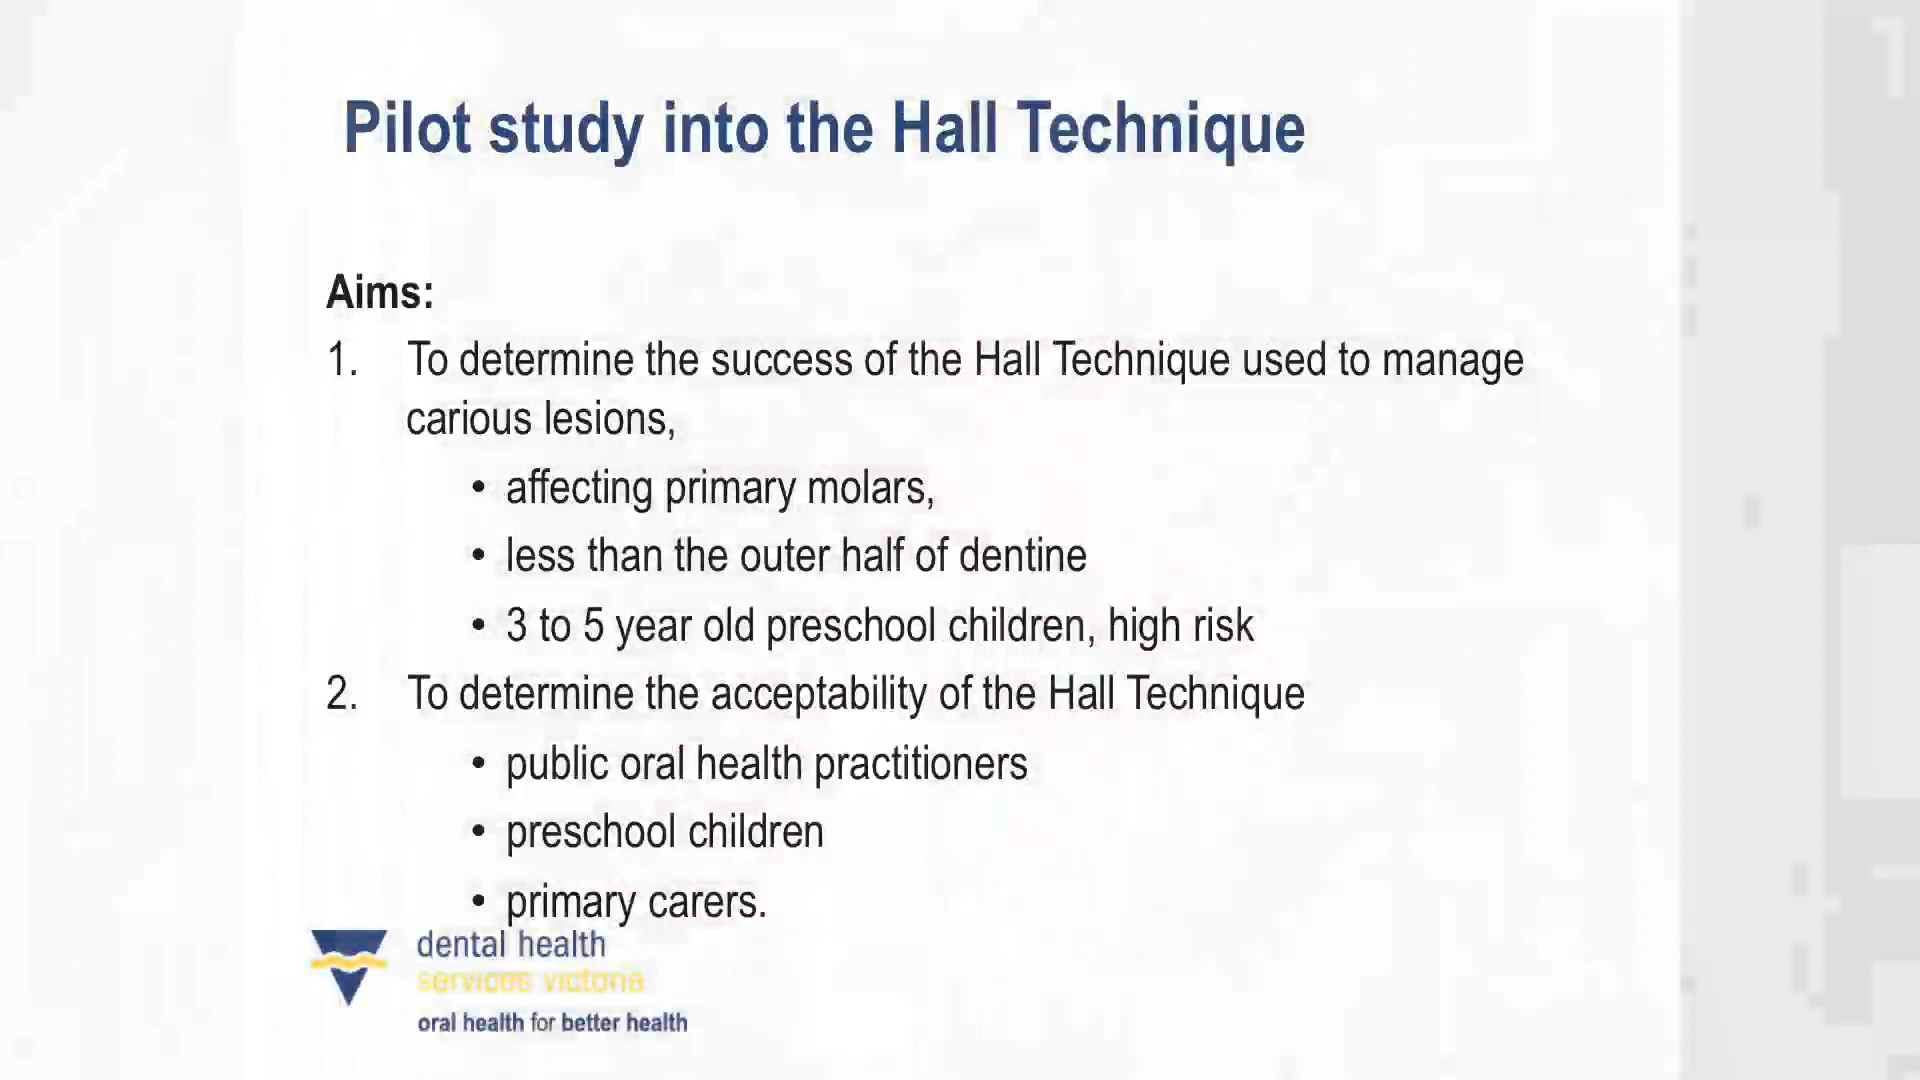 Pilot study into the Hall Technique
Aims:
1. To determine the success of the Hall Technique used to manage
carious lesions,
• affecting primary molars,
• less than the outer half of dentine
• 3 to 5 year old preschool children, high risk
2. To determine the acceptability of the Hall Technique
• public oral health practitioners
• preschool children
• primary carers.
dental health
services victoria
oral health for better health